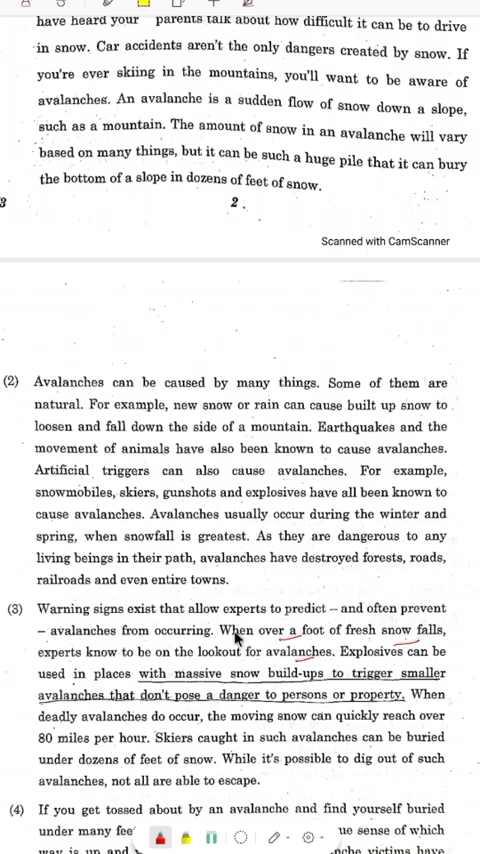 have heard your parents talk about how difficult it can be to drive
in snow. Car accidents aren't the only dangers created by snow. If
you're ever skiing in the mountains, you'll want to be aware of
avalanches. An avalanche is a sudden flow of snow down a slope,
such as a mountain. The amount of snow in an avalanche will vary
based on many things, but it can be such a huge pile that it can bury
the bottom of a slope in dozens of feet of snow.
3 2
Scanned with CamScanner
(2) Avalanches can be caused by many things. Some of them are
natural. For example, new snow or rain can cause built up snow to
loosen and fall down the side of a mountain. Earthquakes and the
movement of animals have also been known to cause avalanches.
Artificial triggers can also cause avalanches. For example,
snowmobiles, skiers, gunshots and explosives have all been known to
cause avalanches. Avalanches usually occur during the winter and
spring, when snowfall is greatest. As they are dangerous to any
living beings in their path, avalanches have destroyed forests, roads,
railroads and even entire towns.
(3) Warning signs exist that allow experts to predict – and often prevent
– avalanches from occurring. When over a foot of fresh snow falls,
experts know to be on the lookout for avalanches. Explosives can be
used in places with massive snow build-ups to trigger smaller
avalanches that don't pose a danger to persons or property. When
deadly avalanches do occur, the moving snow can quickly reach over
80 miles per hour. Skiers caught in such avalanches can be buried
under dozens of feet of snow. While it's possible to dig out of such
avalanches, not all are able to escape.
(4) If you get tossed about by an avalanche and find yourself buried
under many fee ue sense of which
way is up and victims have